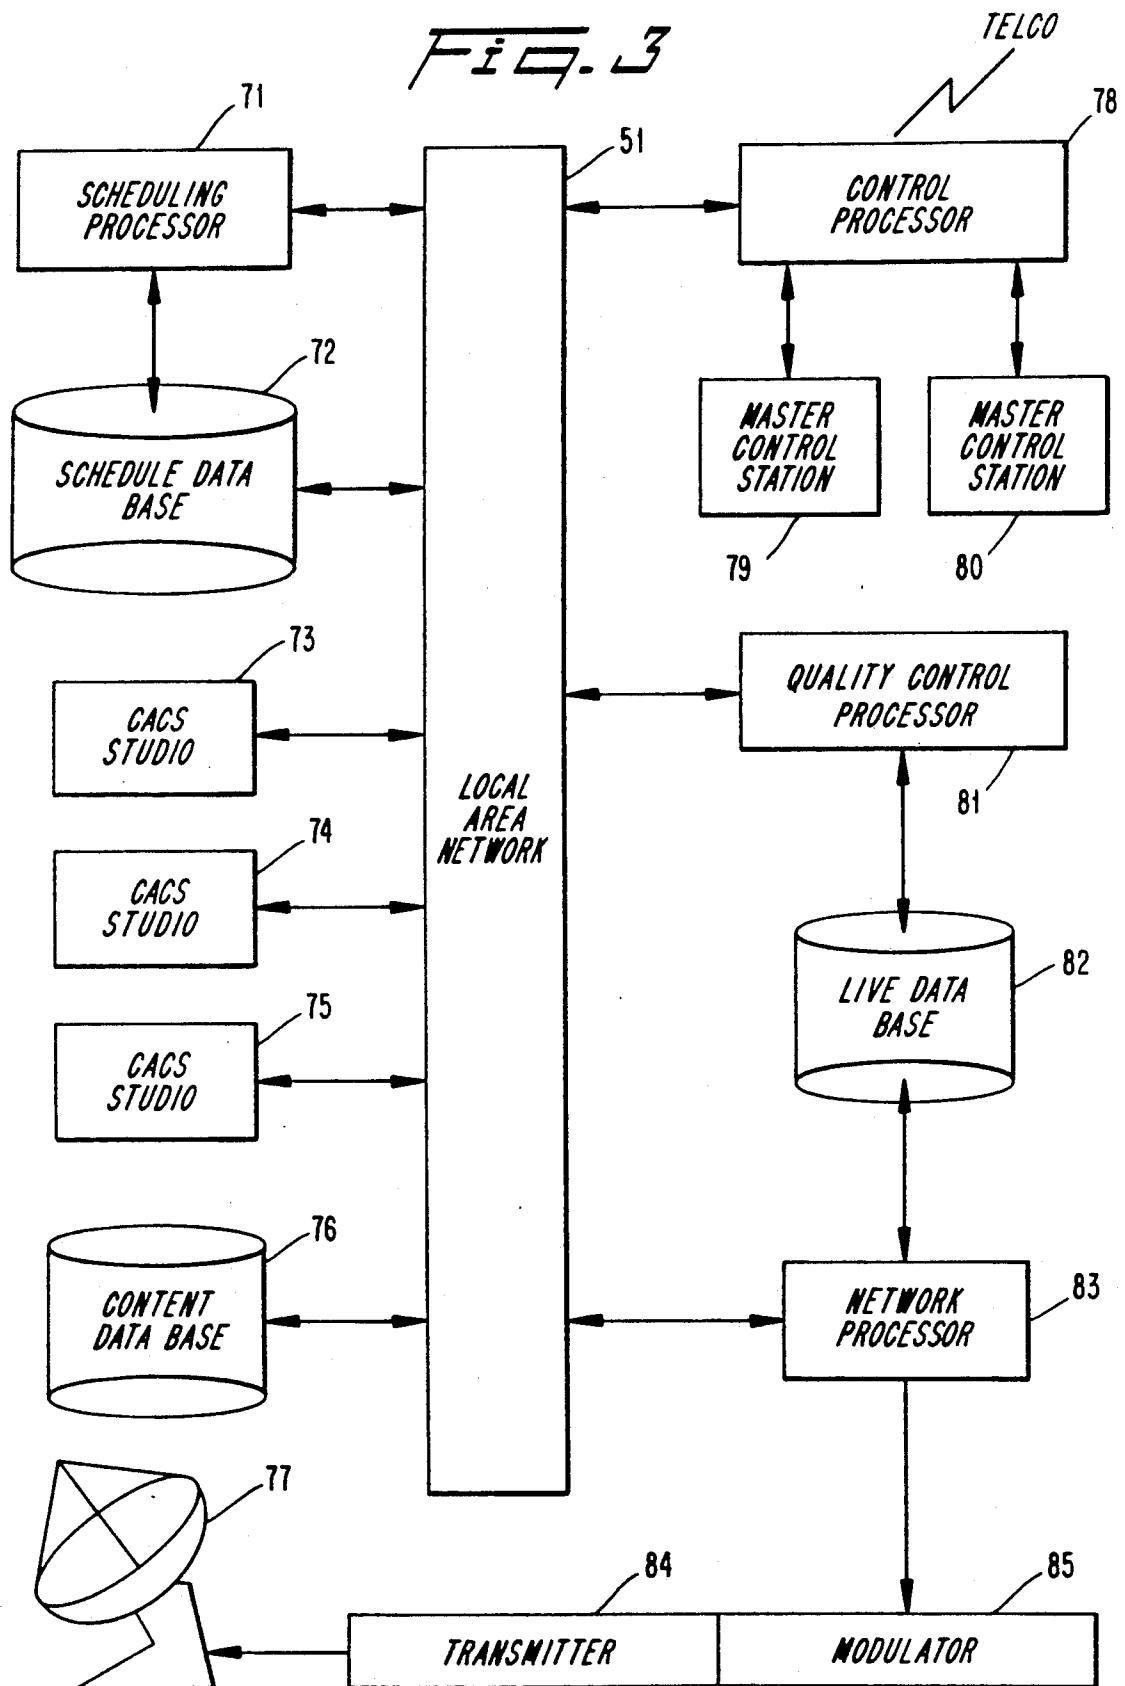 Fig. 3
TELCO
71
SCHEDULING
PROCESSOR
51
78
CONTROL
PROCESSOR
72
SCHEDULE DATA
BASE
MASTER
CONTROL
STATION
79
MASTER
CONTROL
STATION
80
73
CACS
STUDIO
QUALITY CONTROL
PROCESSOR
81
LOCAL
AREA
NETWORK
74
CACS
STUDIO
82
LIVE DATA
BASE
75
CACS
STUDIO
76
CONTENT
DATA BASE
83
NETWORK
PROCESSOR
77
84
TRANSMITTER
85
MODULATOR